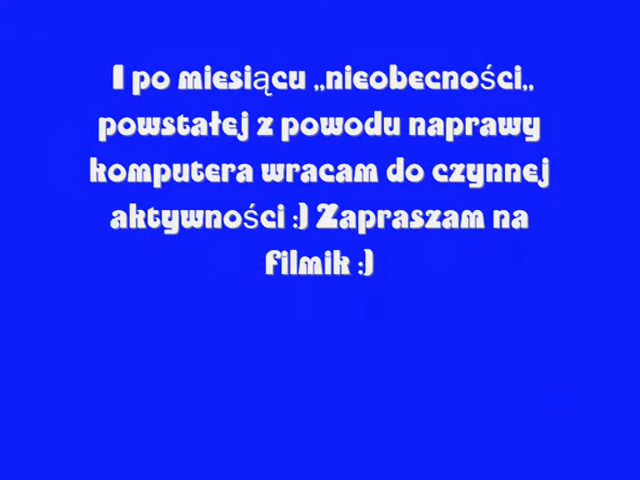 I po miesiącu ,,nieobecności,,
powstałej z powodu naprawy
komputera wracam do czynnej
aktywności :) Zapraszam na
filmik :)